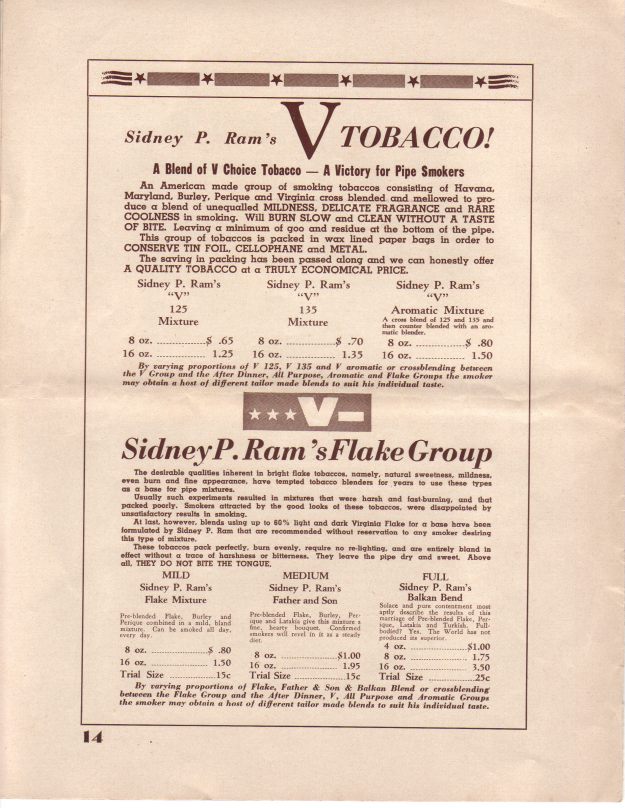 Sidney P. Ram's V TOBACCO!
A Blend of V Choice Tobacco — A Victory for Pipe Smokers
An American made group of smoking tobaccos consisting of Havana,
Maryland, Burley, Perique and Virginia cross blended and mellowed to pro-
duce a blend of unequalled MILDNESS, DELICATE FRAGRANCE and RARE
COOLNESS in smoking. Will BURN SLOW and CLEAN WITHOUT A TASTE
OF BITE. Leaving a minimum of goo and residue at the bottom of the pipe.
This group of tobaccos is packed in wax lined paper bags in order to
CONSERVE TIN FOIL, CELLOPHANE and METAL.
The saving in packing has been passed along and we can honestly offer
A QUALITY TOBACCO at a TRULY ECONOMICAL PRICE.
Sidney P. Ram's
"V"
125
Mixture
8 oz. ...............$ .65
16 oz. ............... 1.25
Sidney P. Ram's
"V"
135
Mixture
8 oz. ...............$ .70
16 oz. ............... 1.35
Sidney P. Ram's
"V"
Aromatic Mixture
A cross blend of 125 and 135 and
then counter blended with an aro-
matic blender.
8 oz. ...............$ .80
16 oz. ............... 1.50
By varying proportions of V 125, V 135 and V aromatic or crossblending between
the V Group and the After Dinner, All Purpose, Aromatic and Flake Groups the smoker
may obtain a host of different tailor made blends to suit his individual taste.
V
Sidney P. Ram's Flake Group
The desirable qualities inherent in bright flake tobaccos, namely, natural sweetness, mildness,
even burn and fine appearance, have tempted tobacco blenders for years to use these types
as a base for pipe mixtures.
Usually such experiments resulted in mixtures that were harsh and fast-burning, and that
packed poorly. Smokers attracted by the good looks of these tobaccos, were disappointed by
unsatisfactory results in smoking.
At last, however, blends using up to 60% light and dark Virginia Flake for a base have been
formulated by Sidney P. Ram that are recommended without reservation to any smoker desiring
this type of mixture.
These tobaccos pack perfectly, burn evenly, require no re-lighting, and are entirely bland in
effect without a trace of harshness or bitterness. They leave the pipe dry and sweet. Above
all, THEY DO NOT BITE THE TONGUE.
MILD
Sidney P. Ram's
Flake Mixture
Pre-blended Flake, Burley and
Perique combined in a mild, bland
mixture. Can be smoked all day,
every day.
8 oz. ...............$ .80
16 oz. ............... 1.50
Trial Size ...............15c
MEDIUM
Sidney P. Ram's
Father and Son
Pre-blended Flake, Burley, Per-
ique and Latakia give this mixture a
fine, hearty bouquet. Confirmed
smokers will revel in it as a steady
diet.
8 oz. ...............$1.00
16 oz. ............... 1.95
Trial Size ...............15c
FULL
Sidney P. Ram's
Balkan Bend
Solace and pure contentment most
aptly describe the results of this
marriage of Pre-blended Flake, Per-
ique, Latakia and Turkish. Full-
bodied? Yes. The World has not
produced its superior.
4 oz. ...............$1.00
8 oz. ............... 1.75
16 oz. ............... 3.50
Trial Size ...............25c
By varying proportions of Flake, Father & Son & Balkan Blend or crossblending
between the Flake Group and the After Dinner, V, All Purpose and Aromatic Groups
the smoker may obtain a host of different tailor made blends to suit his individual taste.
14